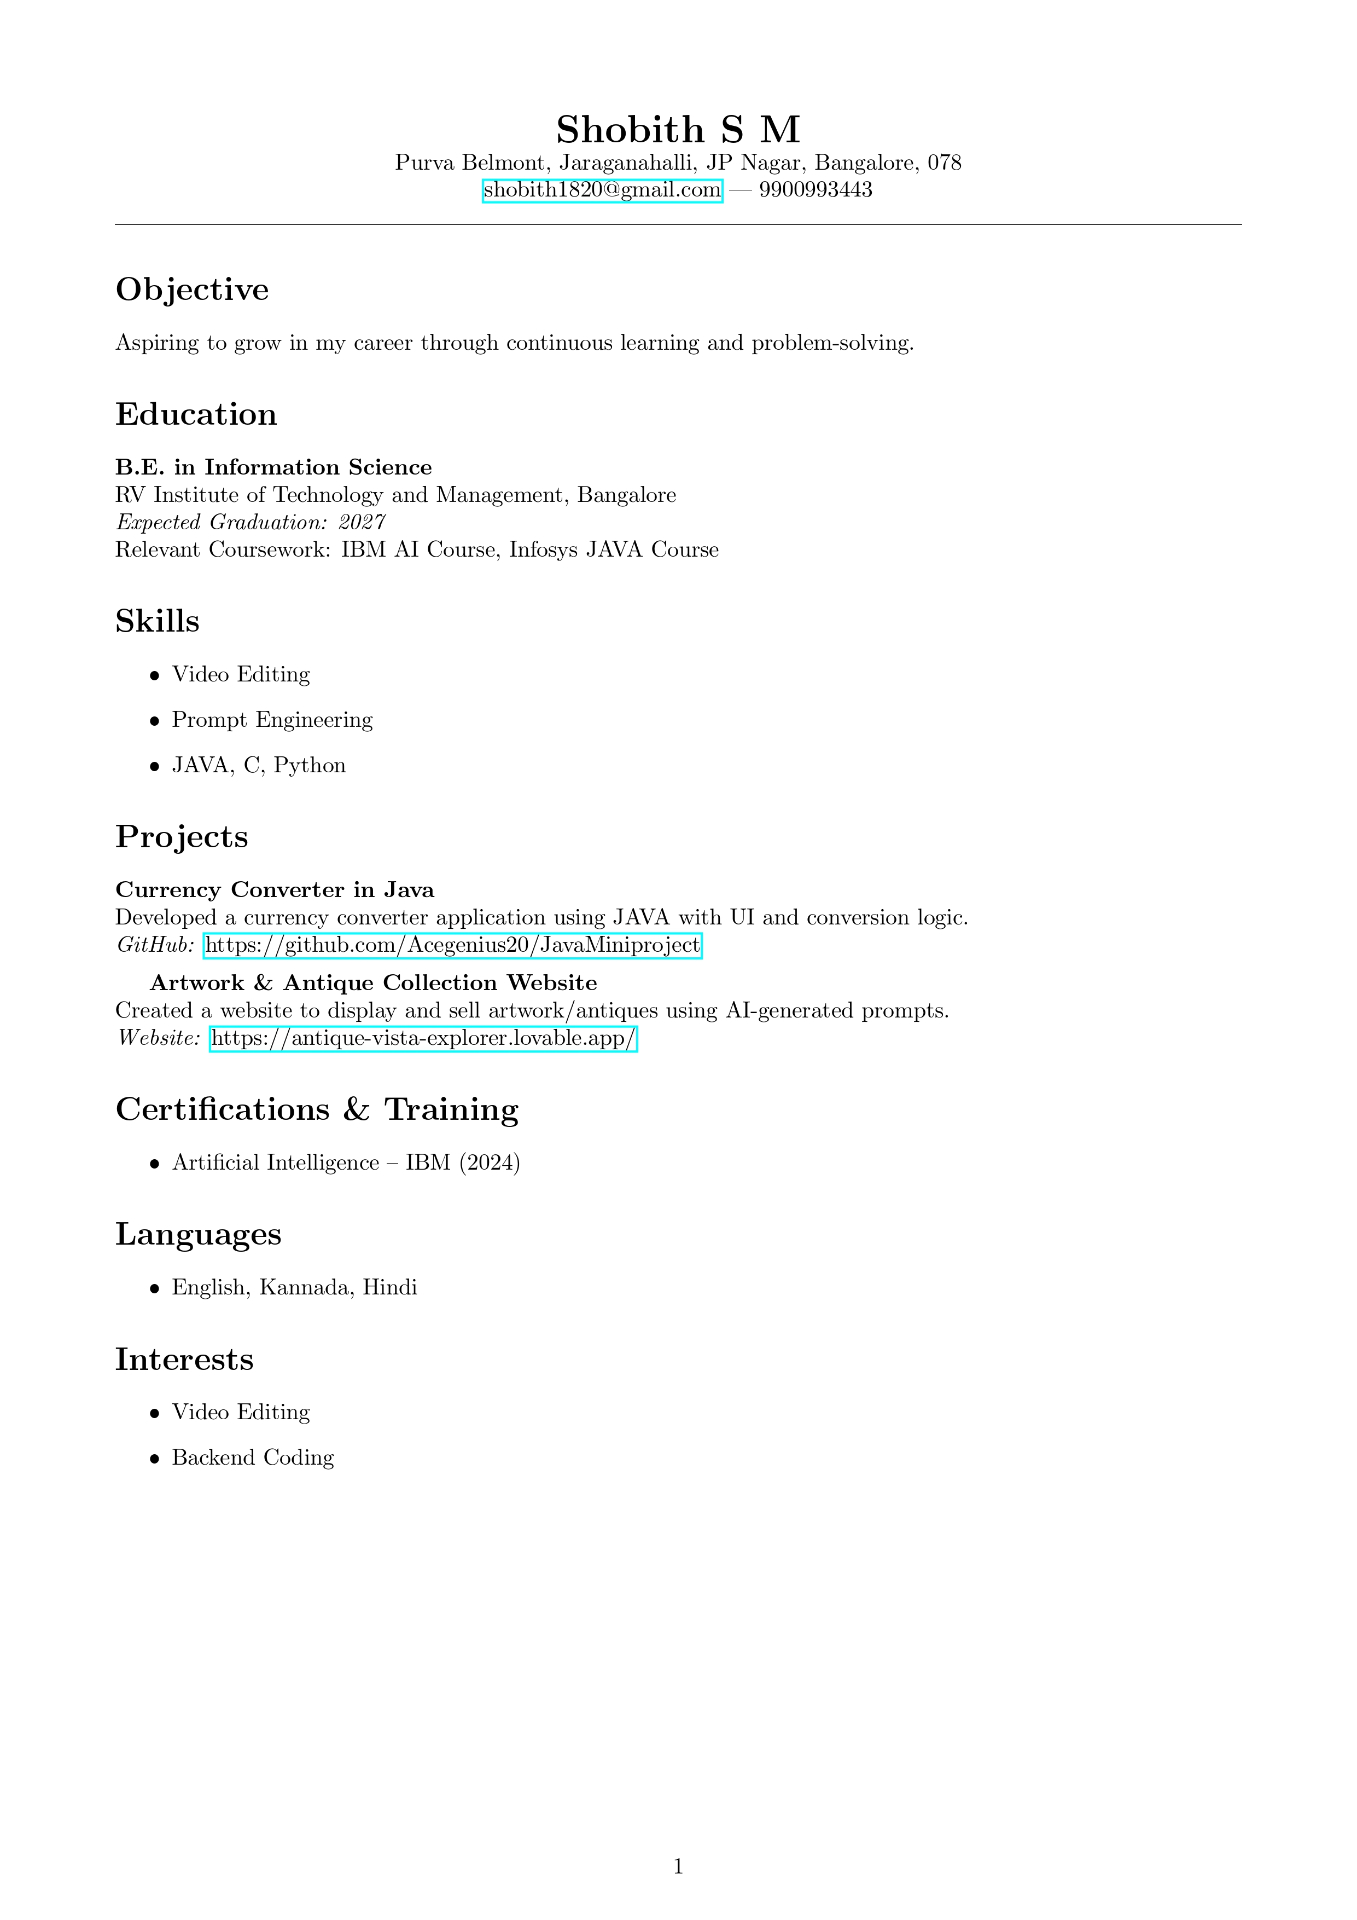 Shobith S M
Purva Belmont, Jaraganahalli, JP Nagar, Bangalore, 078
shobith1820@gmail.com — 9900993443
Objective
Aspiring to grow in my career through continuous learning and problem-solving.
Education
B.E. in Information Science
RV Institute of Technology and Management, Bangalore
Expected Graduation: 2027
Relevant Coursework: IBM AI Course, Infosys JAVA Course
Skills
• Video Editing
• Prompt Engineering
• JAVA, C, Python
Projects
Currency Converter in Java
Developed a currency converter application using JAVA with UI and conversion logic.
GitHub: https://github.com/Acegenius20/JavaMiniproject
Artwork & Antique Collection Website
Created a website to display and sell artwork/antiques using AI-generated prompts.
Website: https://antique-vista-explorer.lovable.app/
Certifications & Training
• Artificial Intelligence – IBM (2024)
Languages
• English, Kannada, Hindi
Interests
• Video Editing
• Backend Coding
1